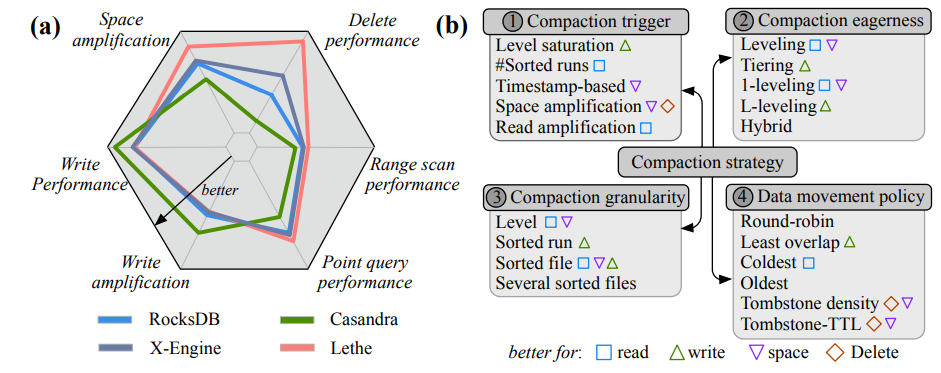 (a)
Space
amplification
Delete
performance
Write
Performance
Range scan
performance
better
Write
amplification
Point query
performance
RocksDB
Casandra
X-Engine
Lethe
(b)
1 Compaction trigger
Level saturation
#Sorted runs
Timestamp-based
Space amplification
Read amplification
2 Compaction eagerness
Leveling
Tiering
1-leveling
L-leveling
Hybrid
Compaction strategy
3 Compaction granularity
Level
Sorted run
Sorted file
Several sorted files
4 Data movement policy
Round-robin
Least overlap
Coldest
Oldest
Tombstone density
Tombstone-TTL
better for: read write space Delete